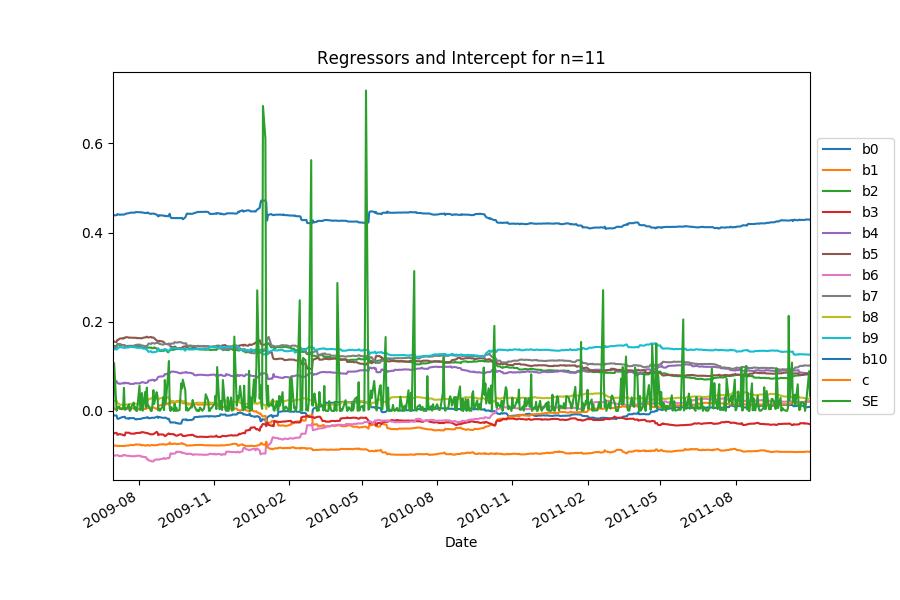 Regressors and Intercept for n=11
0.6
0.4
0.2
0.0
2009-08
2009-11
2010-02
2010-05
2010-08
2010-11
2011-02
2011-05
2011-08
Date
b0
b1
b2
b3
b4
b5
b6
b7
b8
b9
b10
c
SE